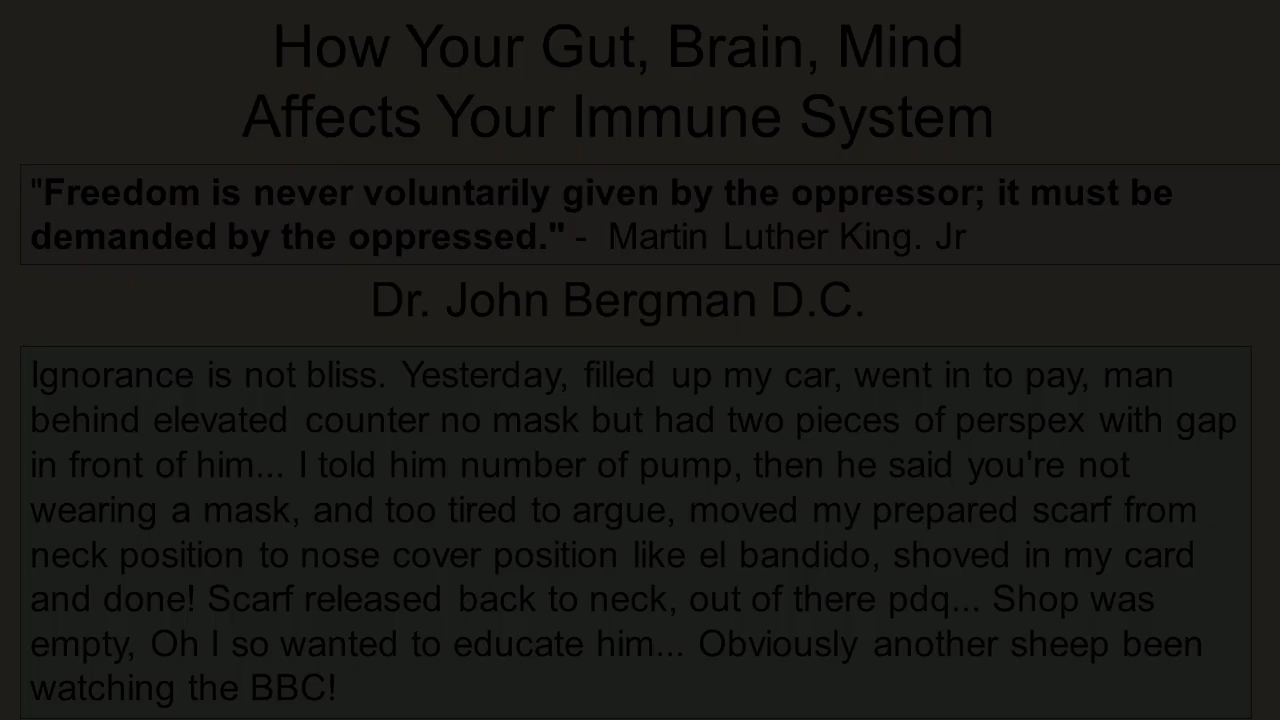 How Your Gut, Brain, Mind
Affects Your Immune System
"Freedom is never voluntarily given by the oppressor; it must be
demanded by the oppressed." - Martin Luther King. Jr
Dr. John Bergman D.C.
Ignorance is not bliss. Yesterday, filled up my car, went in to pay, man
behind elevated counter no mask but had two pieces of perspex with gap
in front of him... I told him number of pump, then he said you're not
wearing a mask, and too tired to argue, moved my prepared scarf from
neck position to nose cover position like el bandido, shoved in my card
and done! Scarf released back to neck, out of there pdq... Shop was
empty, Oh I so wanted to educate him... Obviously another sheep been
watching the BBC!